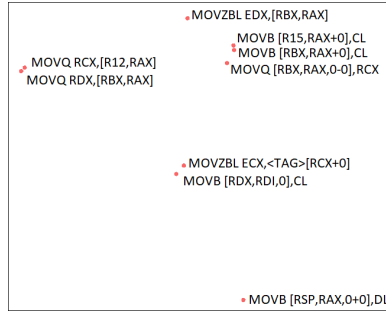 MOVZBL EDX,[RBX,RAX]
MOVB [R15,RAX+0],CL
MOVB [RBX,RAX+0],CL
MOVQ RCX,[R12,RAX]
MOVQ [RBX,RAX,0-0],RCX
MOVQ RDX,[RBX,RAX]
MOVZBL ECX,<TAG>[RCX+0]
MOVB [RDX,RDI,0],CL
MOVB [RSP,RAX,0+0],DL